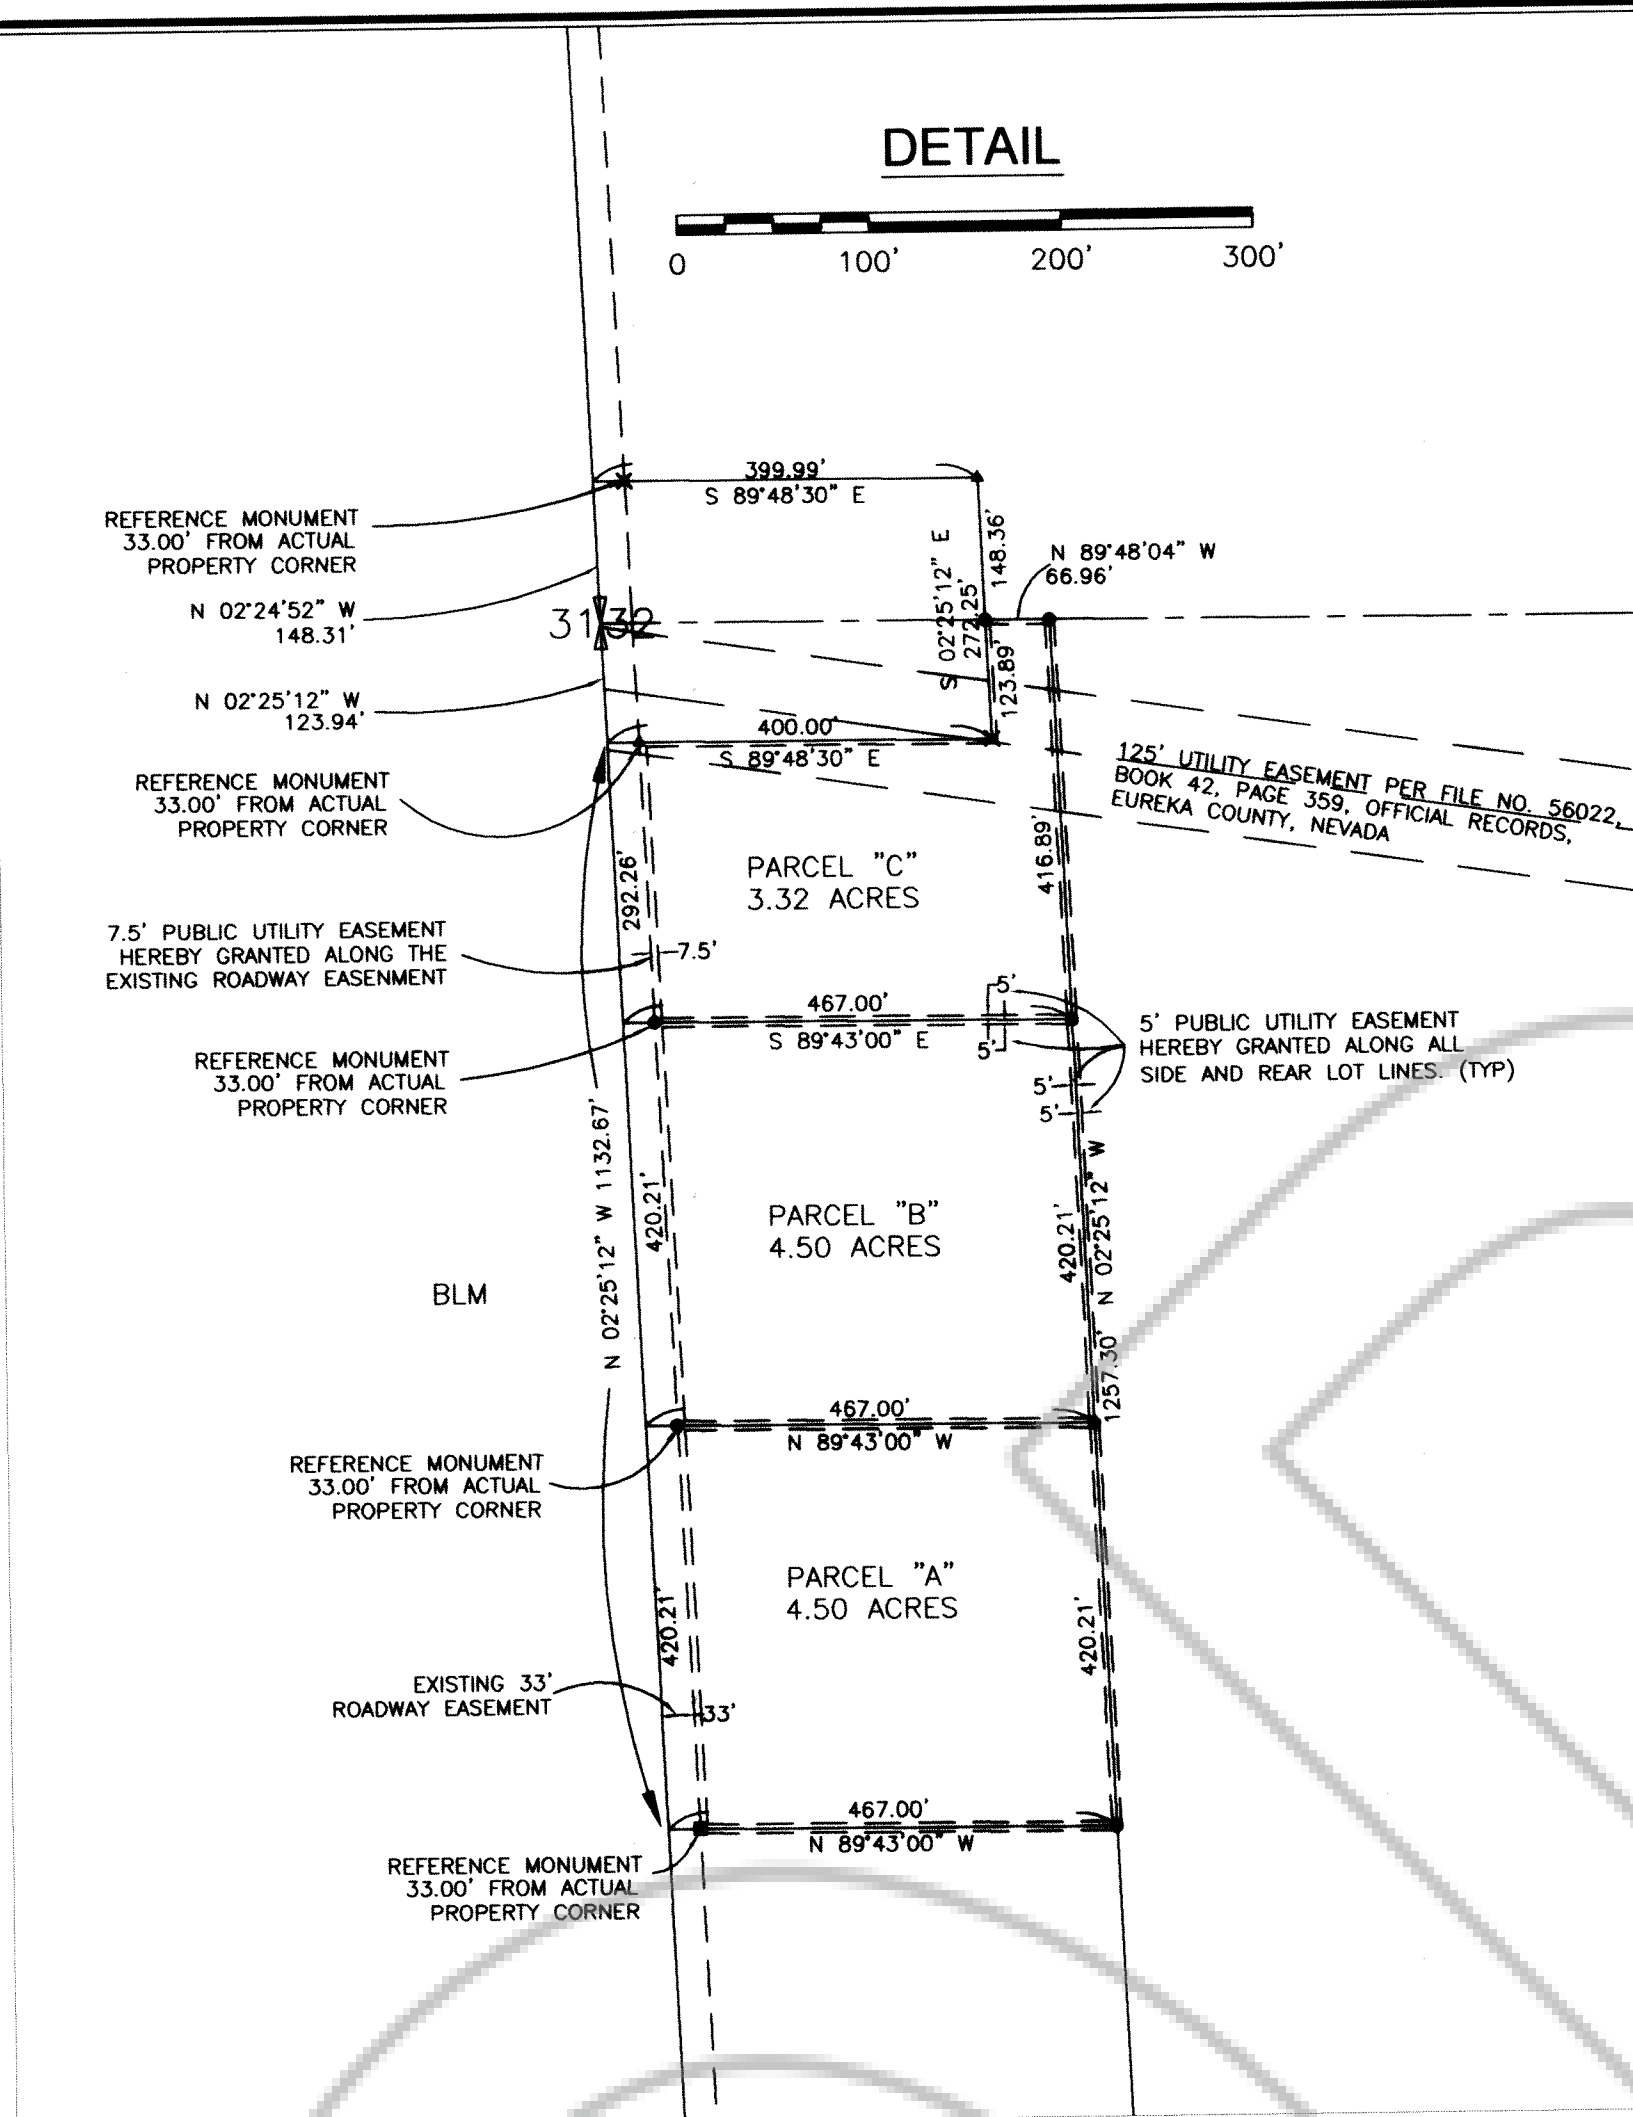 DETAIL
0 100' 200' 300'
399.99'
S 89°48'30" E
REFERENCE MONUMENT
33.00' FROM ACTUAL
PROPERTY CORNER
N 02°24'52" W
148.31'
31 32
S 02°25'12" E
272.25'
148.36'
123.89'
N 89°48'04" W
66.96'
N 02°25'12" W
123.94'
400.00'
S 89°48'30" E
REFERENCE MONUMENT
33.00' FROM ACTUAL
PROPERTY CORNER
125' UTILITY EASEMENT PER FILE NO. 56022,
BOOK 42, PAGE 359, OFFICIAL RECORDS,
EUREKA COUNTY, NEVADA
292.26'
PARCEL "C"
3.32 ACRES
416.89'
7.5' PUBLIC UTILITY EASEMENT
HEREBY GRANTED ALONG THE
EXISTING ROADWAY EASENMENT
7.5'
467.00'
S 89°43'00" E
5'
5'
5'
5'
5' PUBLIC UTILITY EASEMENT
HEREBY GRANTED ALONG ALL
SIDE AND REAR LOT LINES. (TYP)
REFERENCE MONUMENT
33.00' FROM ACTUAL
PROPERTY CORNER
N 02°25'12" W 1132.67'
420.21'
PARCEL "B"
4.50 ACRES
420.21'
1257.30' N 02°25'12" W
BLM
467.00'
N 89°43'00" W
REFERENCE MONUMENT
33.00' FROM ACTUAL
PROPERTY CORNER
420.21'
PARCEL "A"
4.50 ACRES
420.21'
EXISTING 33'
ROADWAY EASEMENT
33'
467.00'
N 89°43'00" W
REFERENCE MONUMENT
33.00' FROM ACTUAL
PROPERTY CORNER